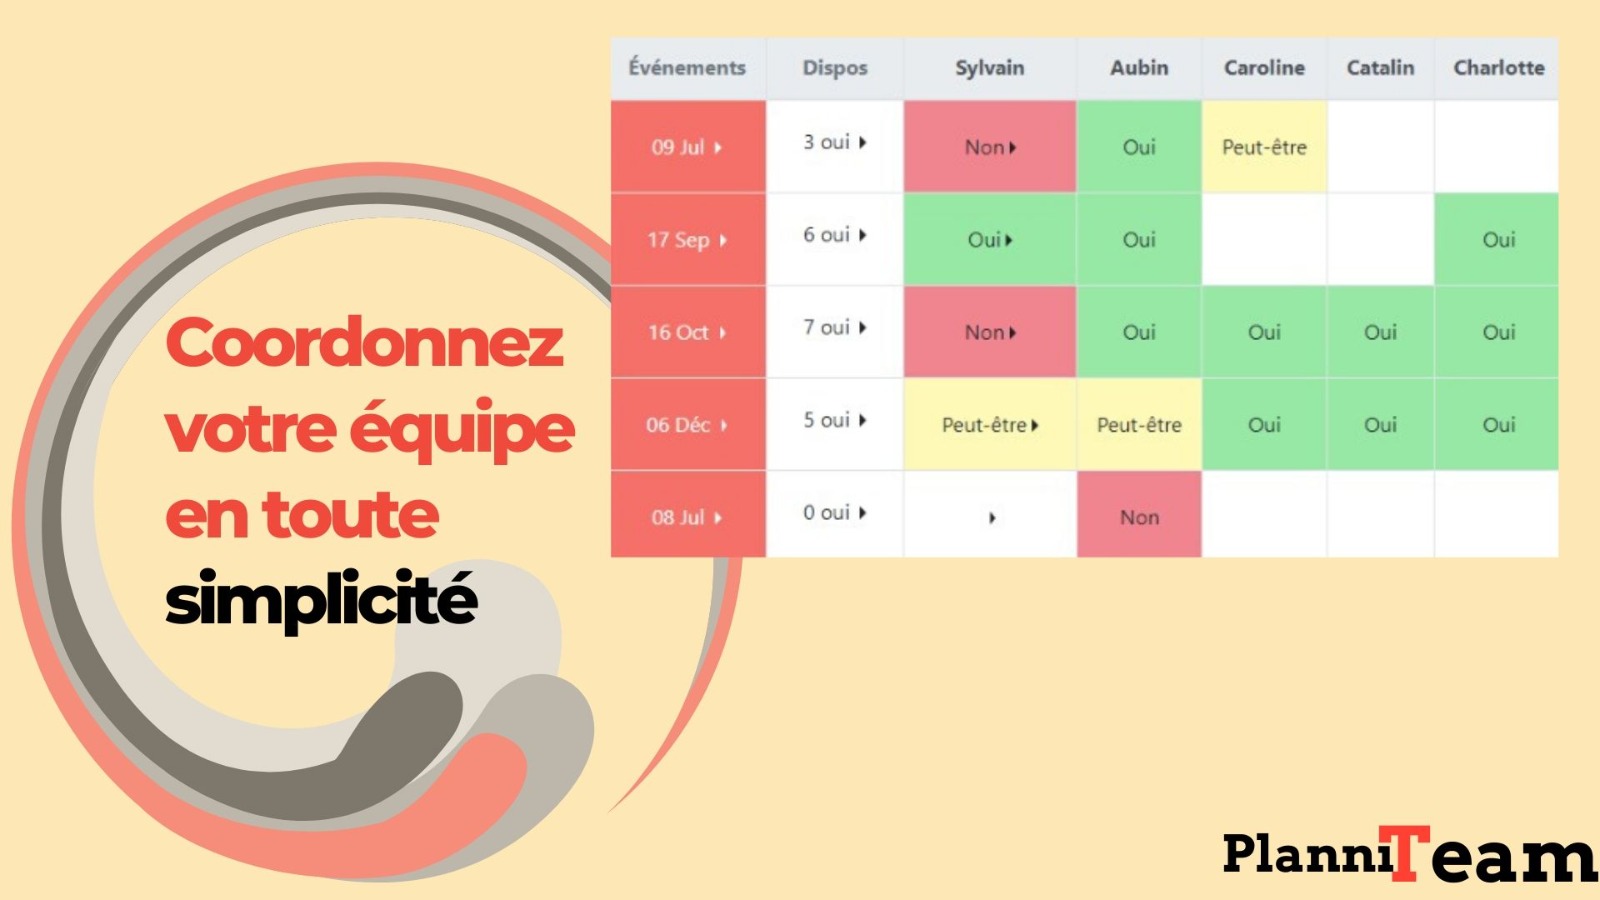 Événements Dispos Sylvain Aubin Caroline Catalin Charlotte
09 Jul 3 oui Non Oui Peut-être
17 Sep 6 oui Oui Oui Oui
16 Oct 7 oui Non Oui Oui Oui Oui
06 Déc 5 oui Peut-être Peut-être Oui Oui Oui
08 Jul 0 oui Non
Coordonnez
votre équipe
en toute
simplicité
PlanniTeam